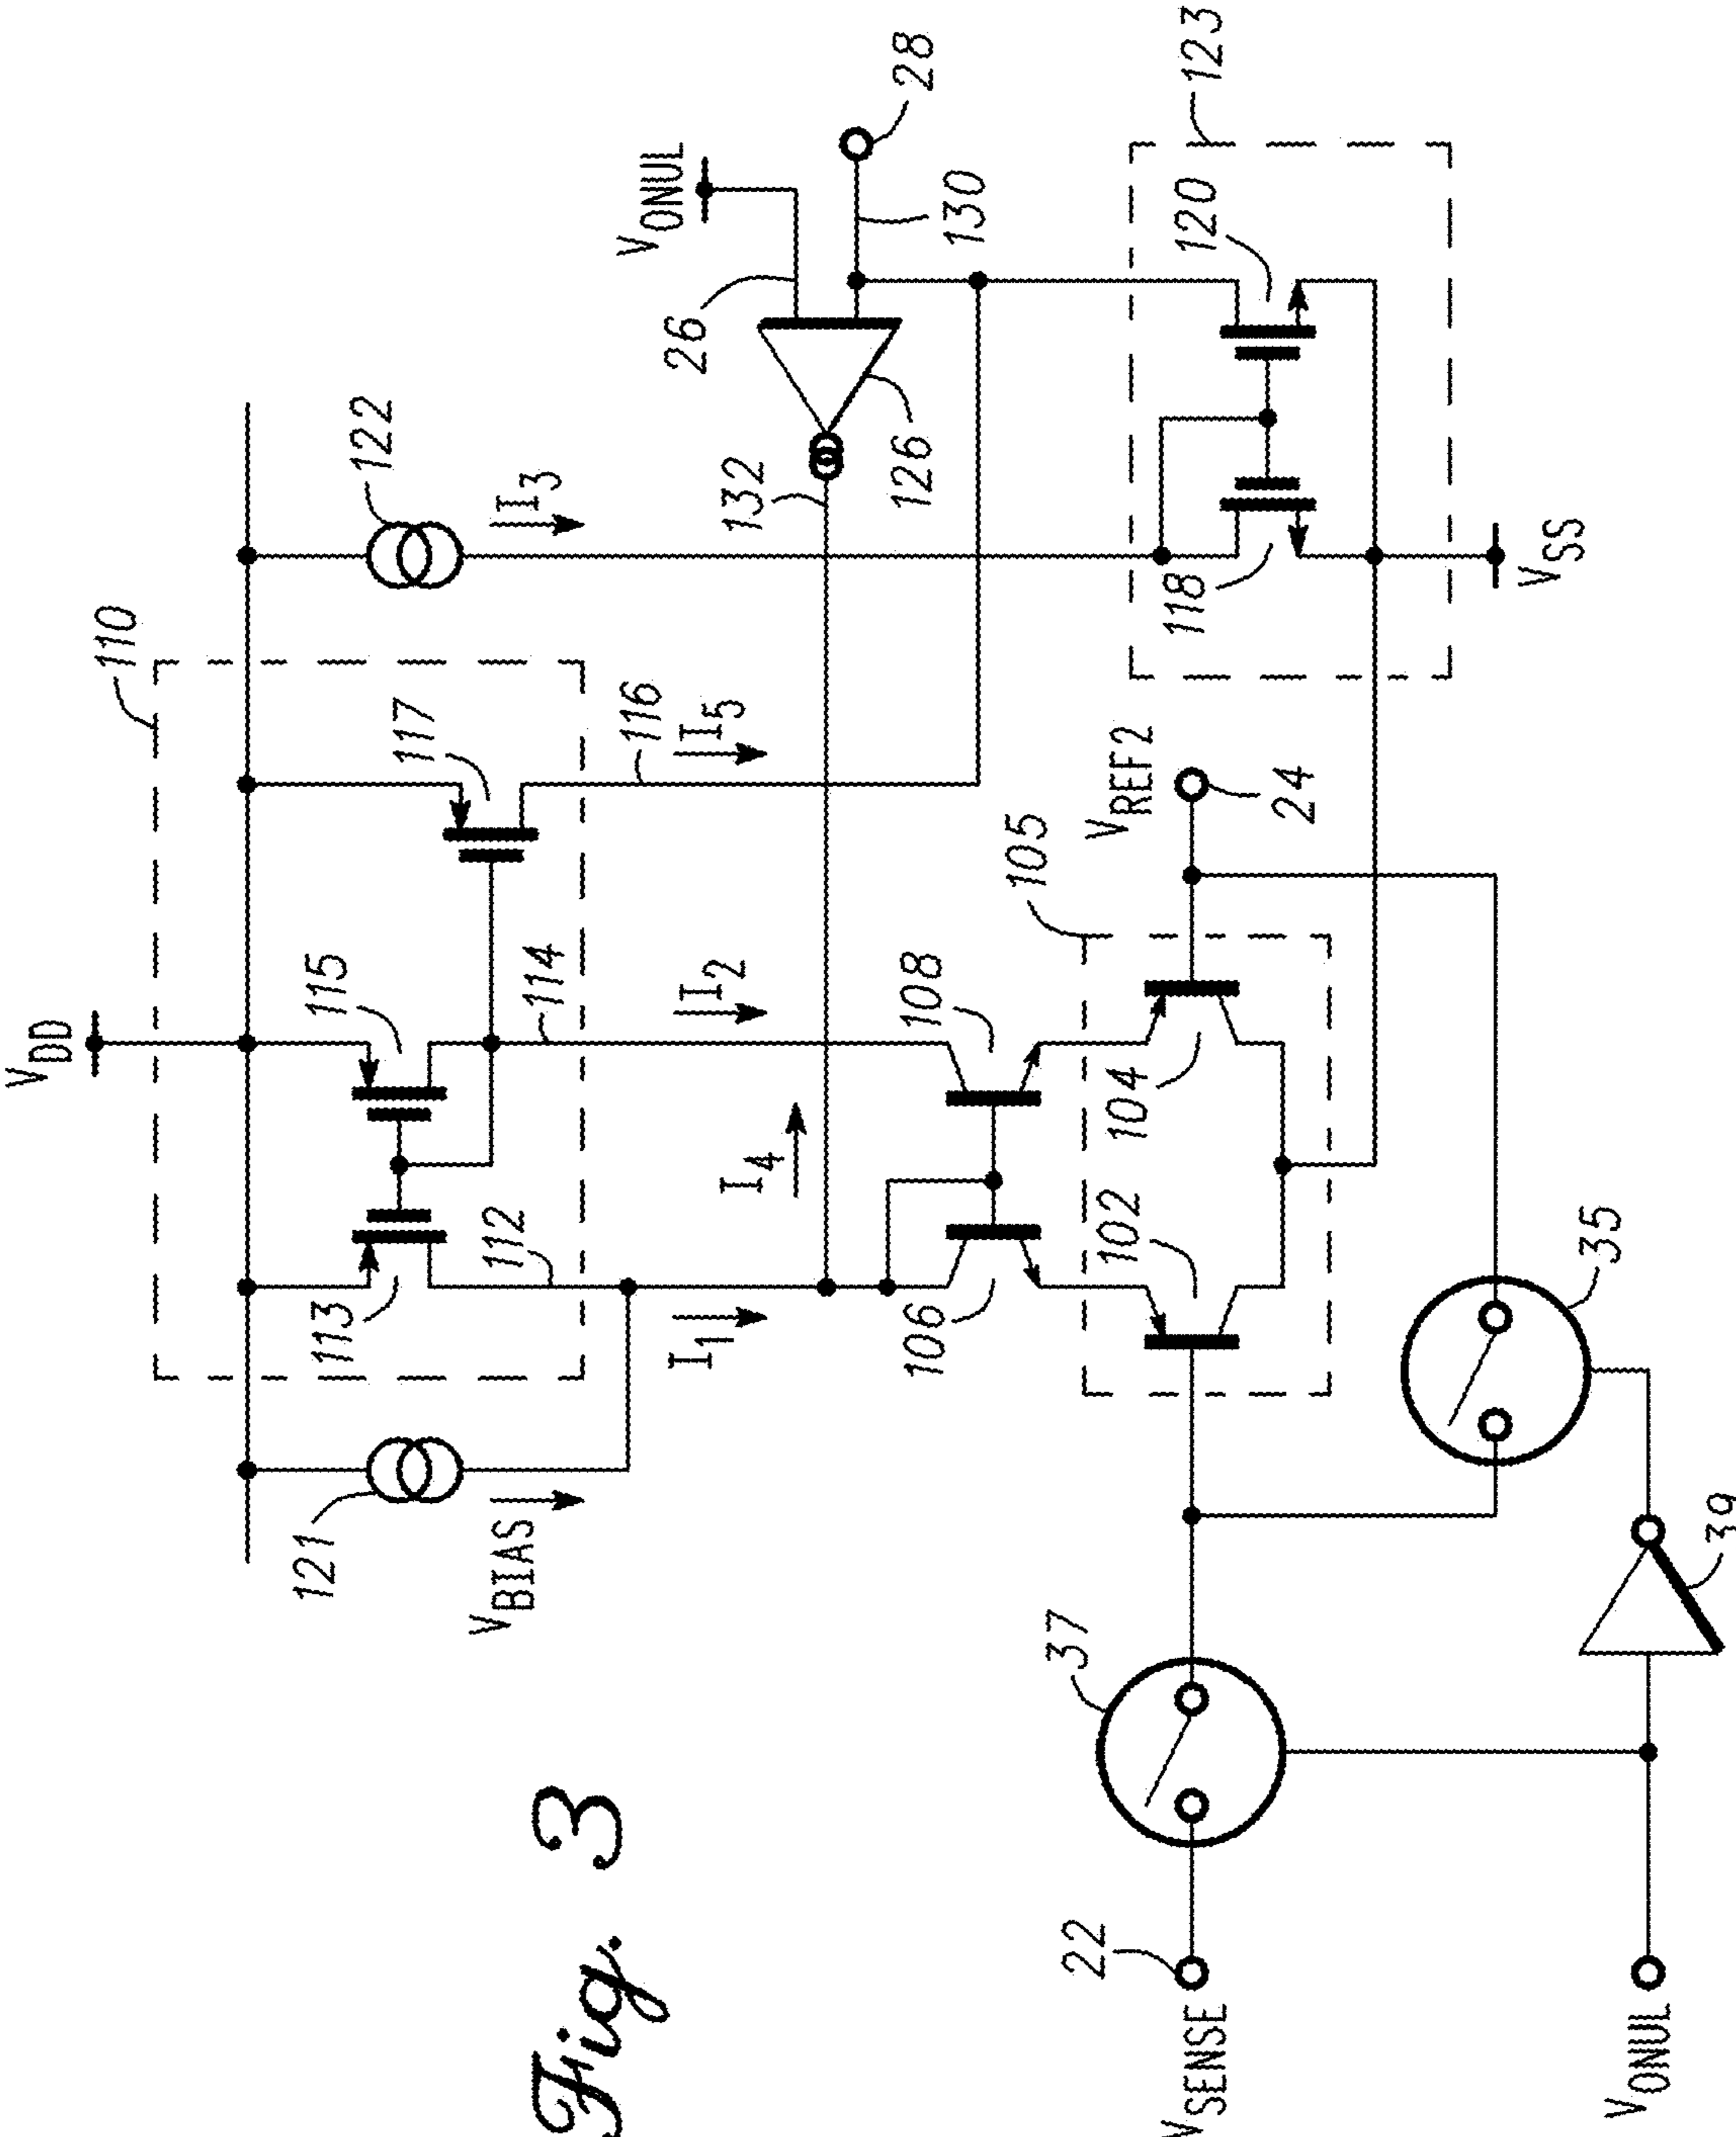 Fig. 3
V_DD
110
113
115
117
112
114
116
121
V_BIAS
I_1
I_2
I_5
I_4
122
I_3
132
126
26
V_ONUL
28
130
106
108
105
102
104
V_REF2
24
118
120
123
V_SS
37
35
39
22
V_SENSE
V_ONUL